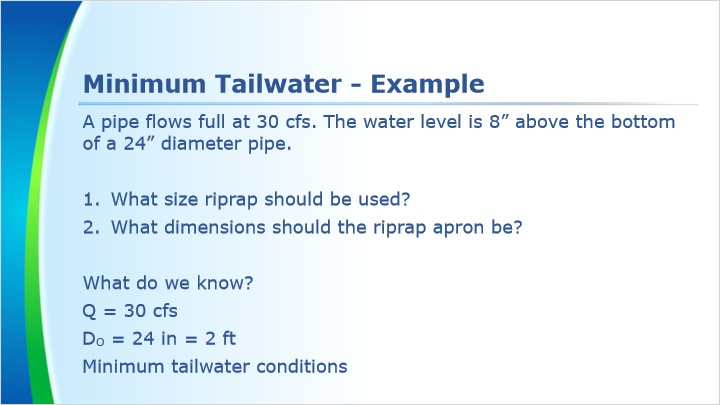 Minimum Tailwater - Example
A pipe flows full at 30 cfs. The water level is 8” above the bottom
of a 24” diameter pipe.
1. What size riprap should be used?
2. What dimensions should the riprap apron be?
What do we know?
Q = 30 cfs
D₀ = 24 in = 2 ft
Minimum tailwater conditions